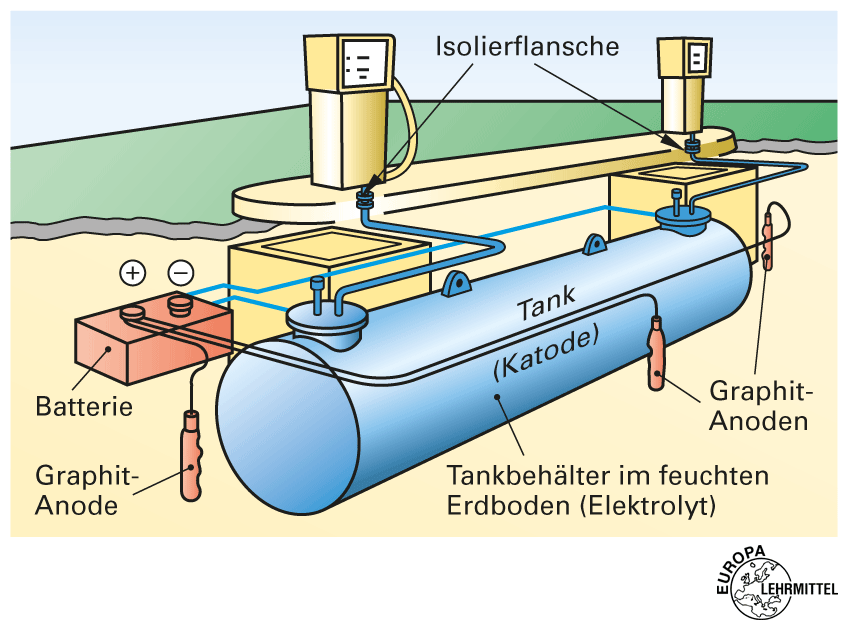 Isolierflansche
+
−
Tank
(Katode)
Batterie
Graphit-
Anoden
Graphit-
Anode
Tankbehälter im feuchten
Erdboden (Elektrolyt)
EUROPA
LEHRMITTEL